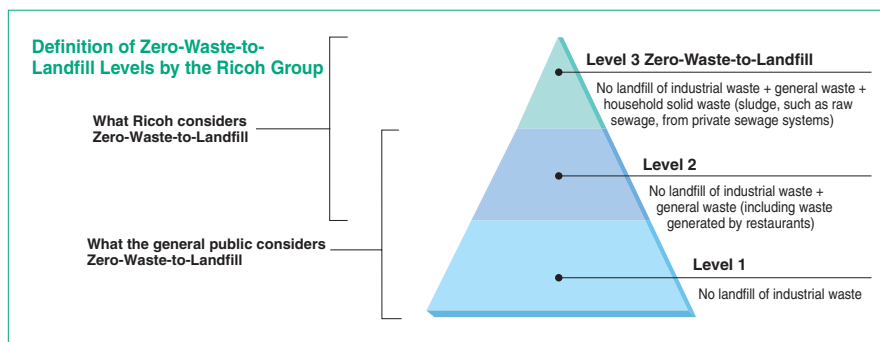 Definition of Zero-Waste-to-
Landfill Levels by the Ricoh Group
What Ricoh considers
Zero-Waste-to-Landfill
What the general public considers
Zero-Waste-to-Landfill
Level 3 Zero-Waste-to-Landfill
No landfill of industrial waste + general waste +
household solid waste (sludge, such as raw
sewage, from private sewage systems)
Level 2
No landfill of industrial waste +
general waste (including waste
generated by restaurants)
Level 1
No landfill of industrial waste